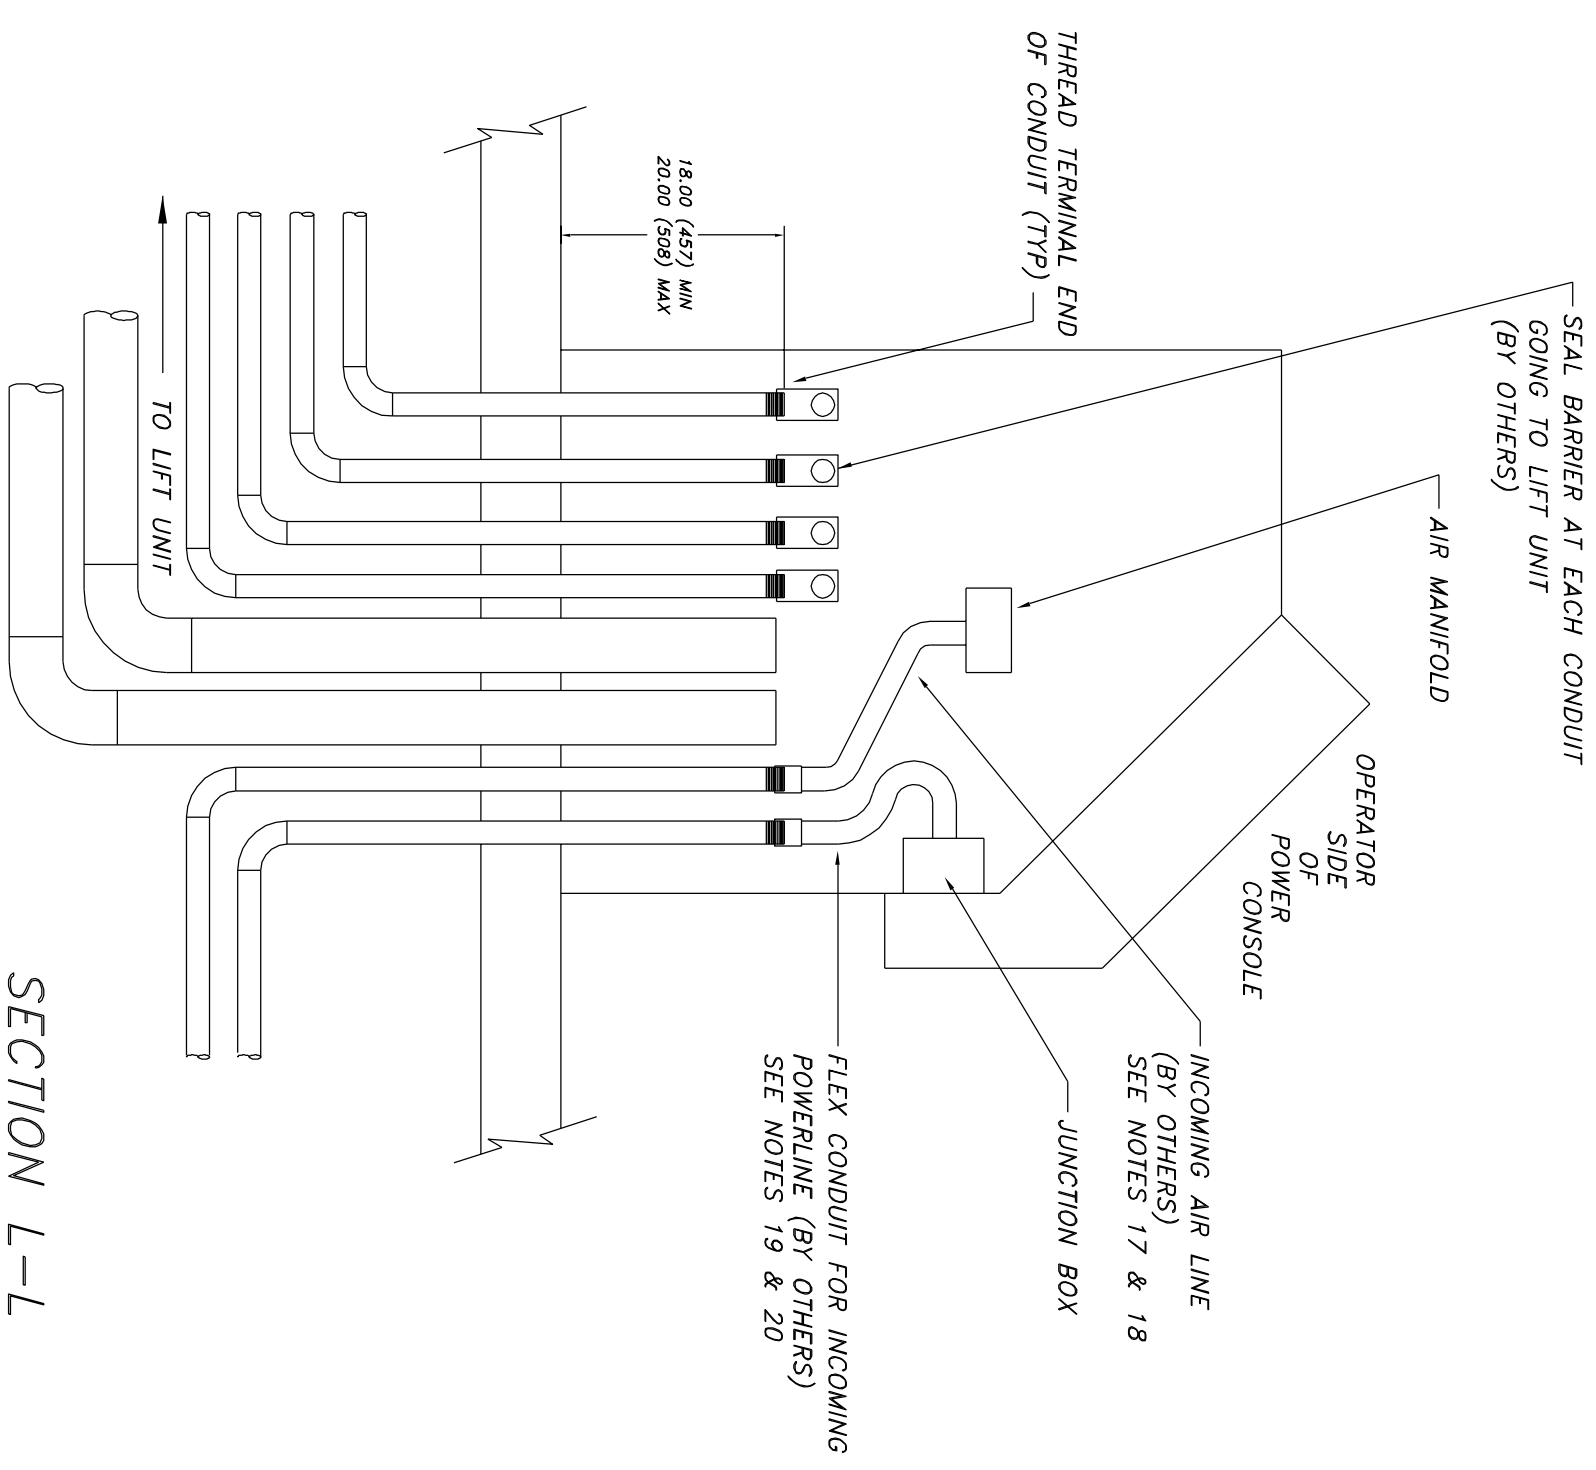 SEAL BARRIER AT EACH CONDUIT
GOING TO LIFT UNIT
(BY OTHERS)
AIR MANIFOLD
OPERATOR
SIDE
OF
POWER
CONSOLE
THREAD TERMINAL END
OF CONDUIT (TYP)
INCOMING AIR LINE
(BY OTHERS)
SEE NOTES 17 & 18
JUNCTION BOX
FLEX CONDUIT FOR INCOMING
POWERLINE (BY OTHERS)
SEE NOTES 19 & 20
18.00 (457) MIN
20.00 (508) MAX
TO LIFT UNIT
SECTION L-L